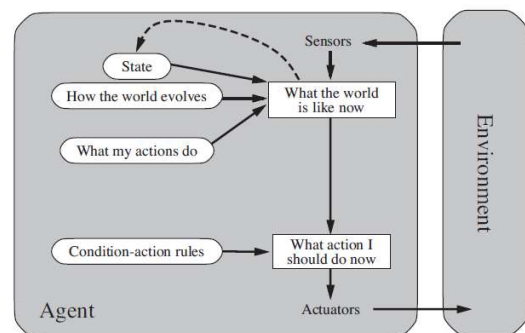 Sensors
State
How the world evolves
What the world
is like now
What my actions do
Condition-action rules
What action I
should do now
Agent
Actuators
Environment